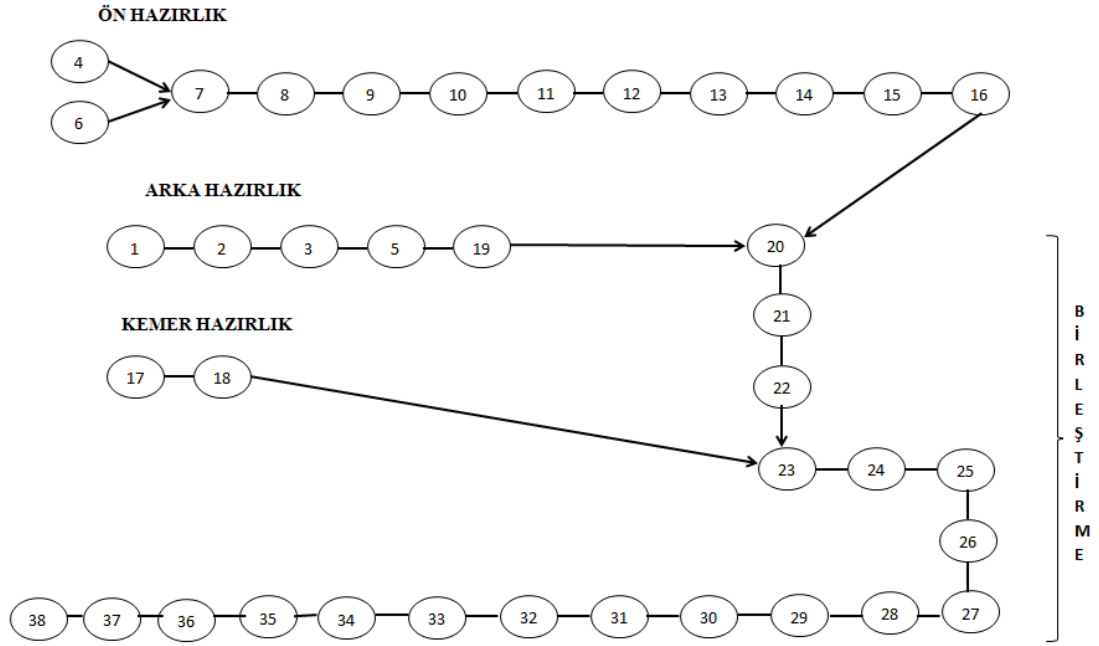 ÖN HAZIRLIK
4
6
7 8 9 10 11 12 13 14 15 16
ARKA HAZIRLIK
1 2 3 5 19 20
21
KEMER HAZIRLIK
17 18
22
23 24 25
26
38 37 36 35 34 33 32 31 30 29 28 27
B
İ
R
L
E
Ş
T
İ
R
M
E